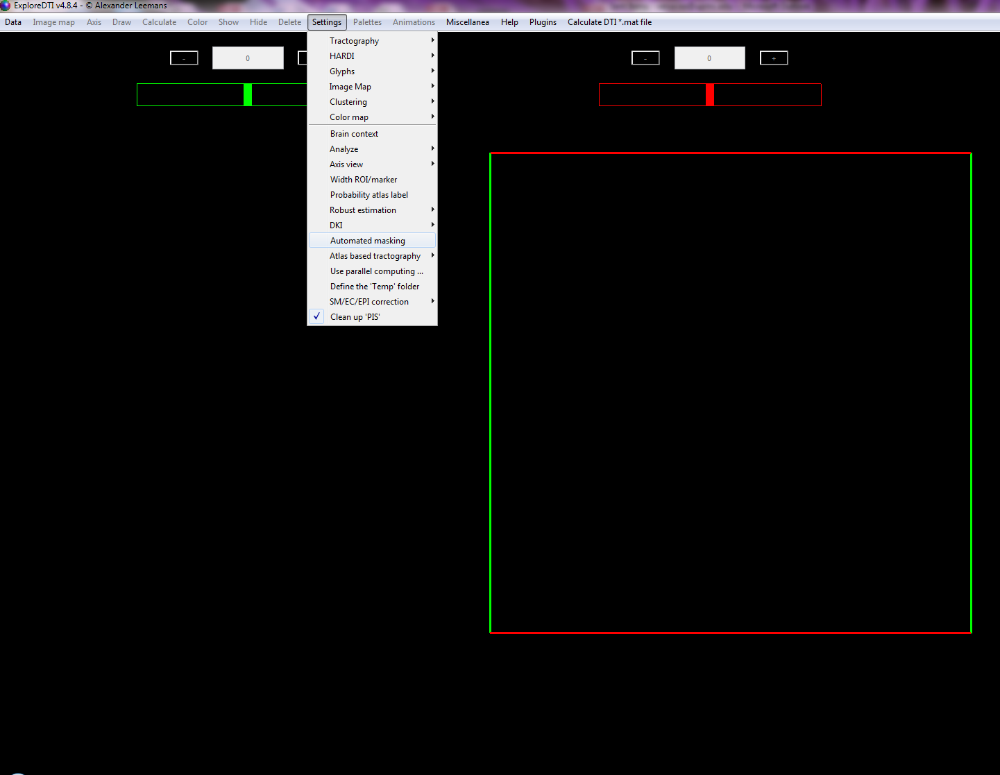 ExploreDTI v4.8.4 - © Alexander Leemans
Data Image map Axis Draw Calculate Color Show Hide Delete Settings Palettes Animations Miscellanea Help Plugins Calculate DTI *.mat file
- 0 - 0 +
Tractography
HARDI
Glyphs
Image Map
Clustering
Color map
Brain context
Analyze
Axis view
Width ROI/marker
Probability atlas label
Robust estimation
DKI
Automated masking
Atlas based tractography
Use parallel computing ...
Define the 'Temp' folder
SM/EC/EPI correction
Clean up 'PIS'